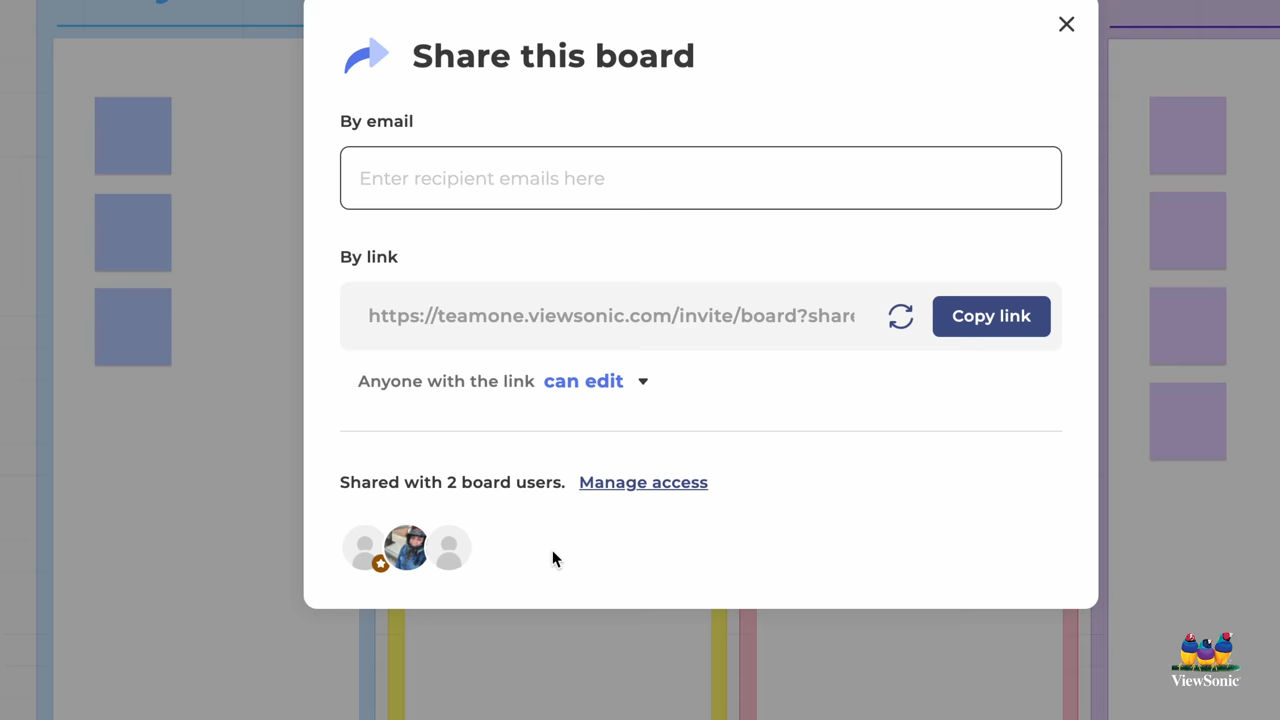 Share this board
By email
Enter recipient emails here
By link
https://teamone.viewsonic.com/invite/board?share
Copy link
Anyone with the link can edit
Shared with 2 board users. Manage access
ViewSonic